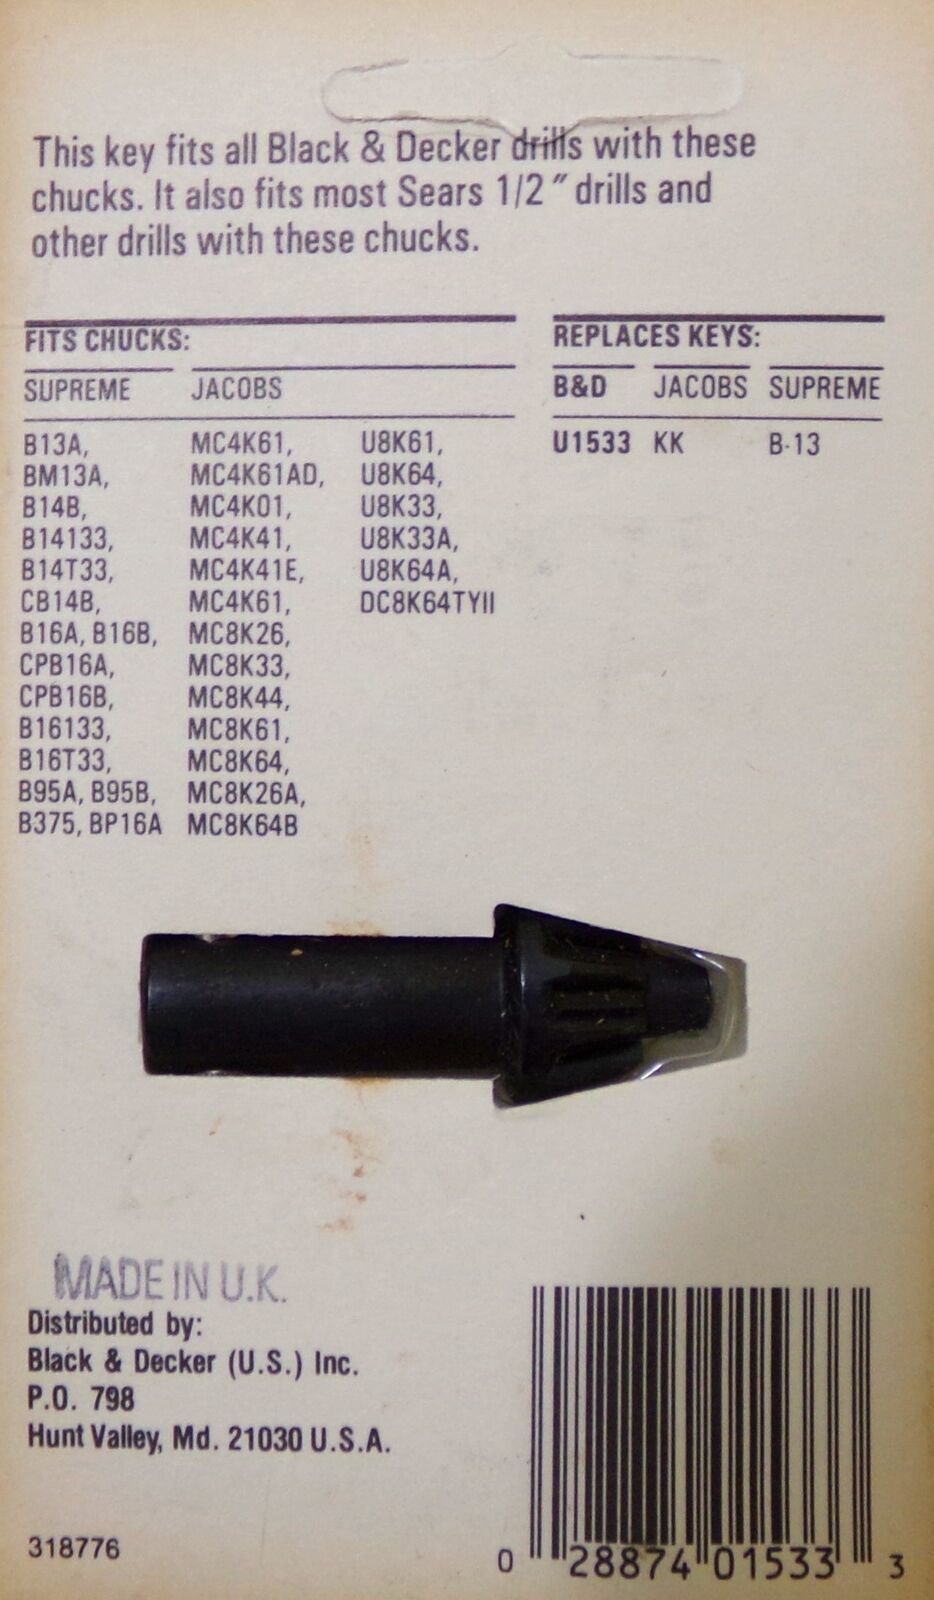 This key fits all Black & Decker drills with these
chucks. It also fits most Sears 1/2" drills and
other drills with these chucks.
FITS CHUCKS:
SUPREME JACOBS
B13A, MC4K61, U8K61,
BM13A, MC4K61AD, U8K64,
B14B, MC4K01, U8K33,
B14133, MC4K41, U8K33A,
B14T33, MC4K41E, U8K64A,
CB14B, MC4K61, DC8K64TYII
B16A, B16B, MC8K26,
CPB16A, MC8K33,
CPB16B, MC8K44,
B16133, MC8K61,
B16T33, MC8K64,
B95A, B95B, MC8K26A,
B375, BP16A MC8K64B
REPLACES KEYS:
B&D JACOBS SUPREME
U1533 KK B-13
MADE IN U.K.
Distributed by:
Black & Decker (U.S.) Inc.
P.O. 798
Hunt Valley, Md. 21030 U.S.A.
318776
0 28874 01533 3